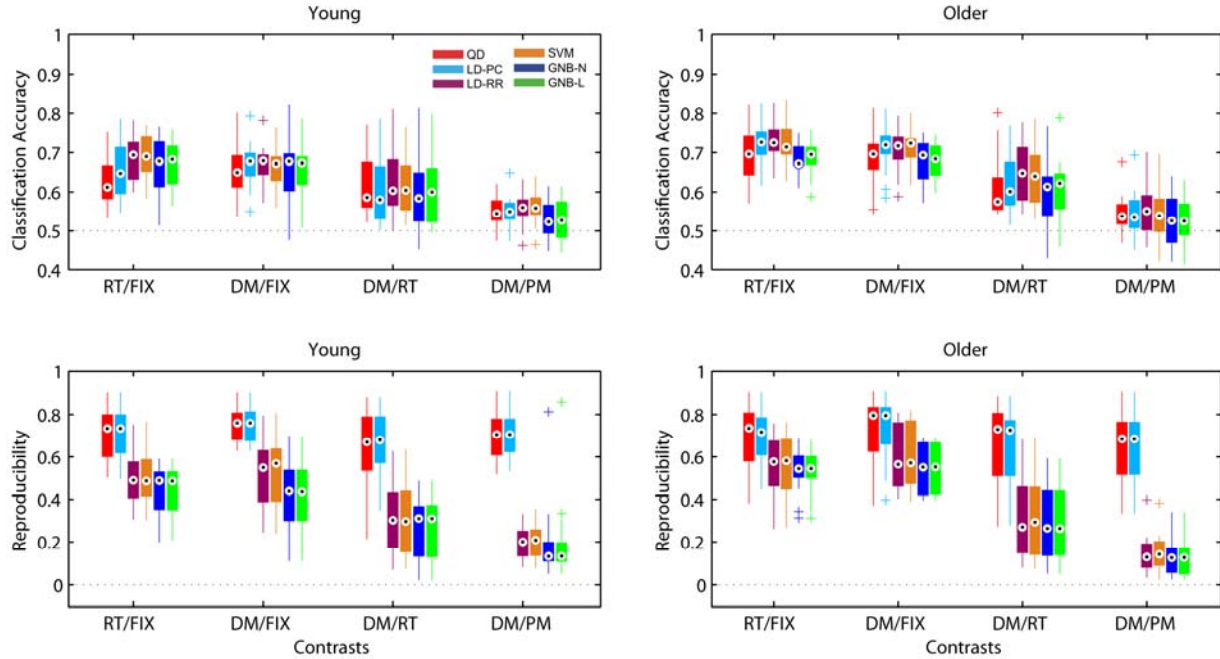 Young
Classification Accuracy
1
0.9
0.8
0.7
0.6
0.5
0.4
QD
LD-PC
LD-RR
SVM
GNB-N
GNB-L
RT/FIX DM/FIX DM/RT DM/PM
Older
Classification Accuracy
1
0.9
0.8
0.7
0.6
0.5
0.4
RT/FIX DM/FIX DM/RT DM/PM
Young
Reproducibility
1
0.8
0.6
0.4
0.2
0
RT/FIX DM/FIX DM/RT DM/PM
Contrasts
Older
Reproducibility
1
0.8
0.6
0.4
0.2
0
RT/FIX DM/FIX DM/RT DM/PM
Contrasts